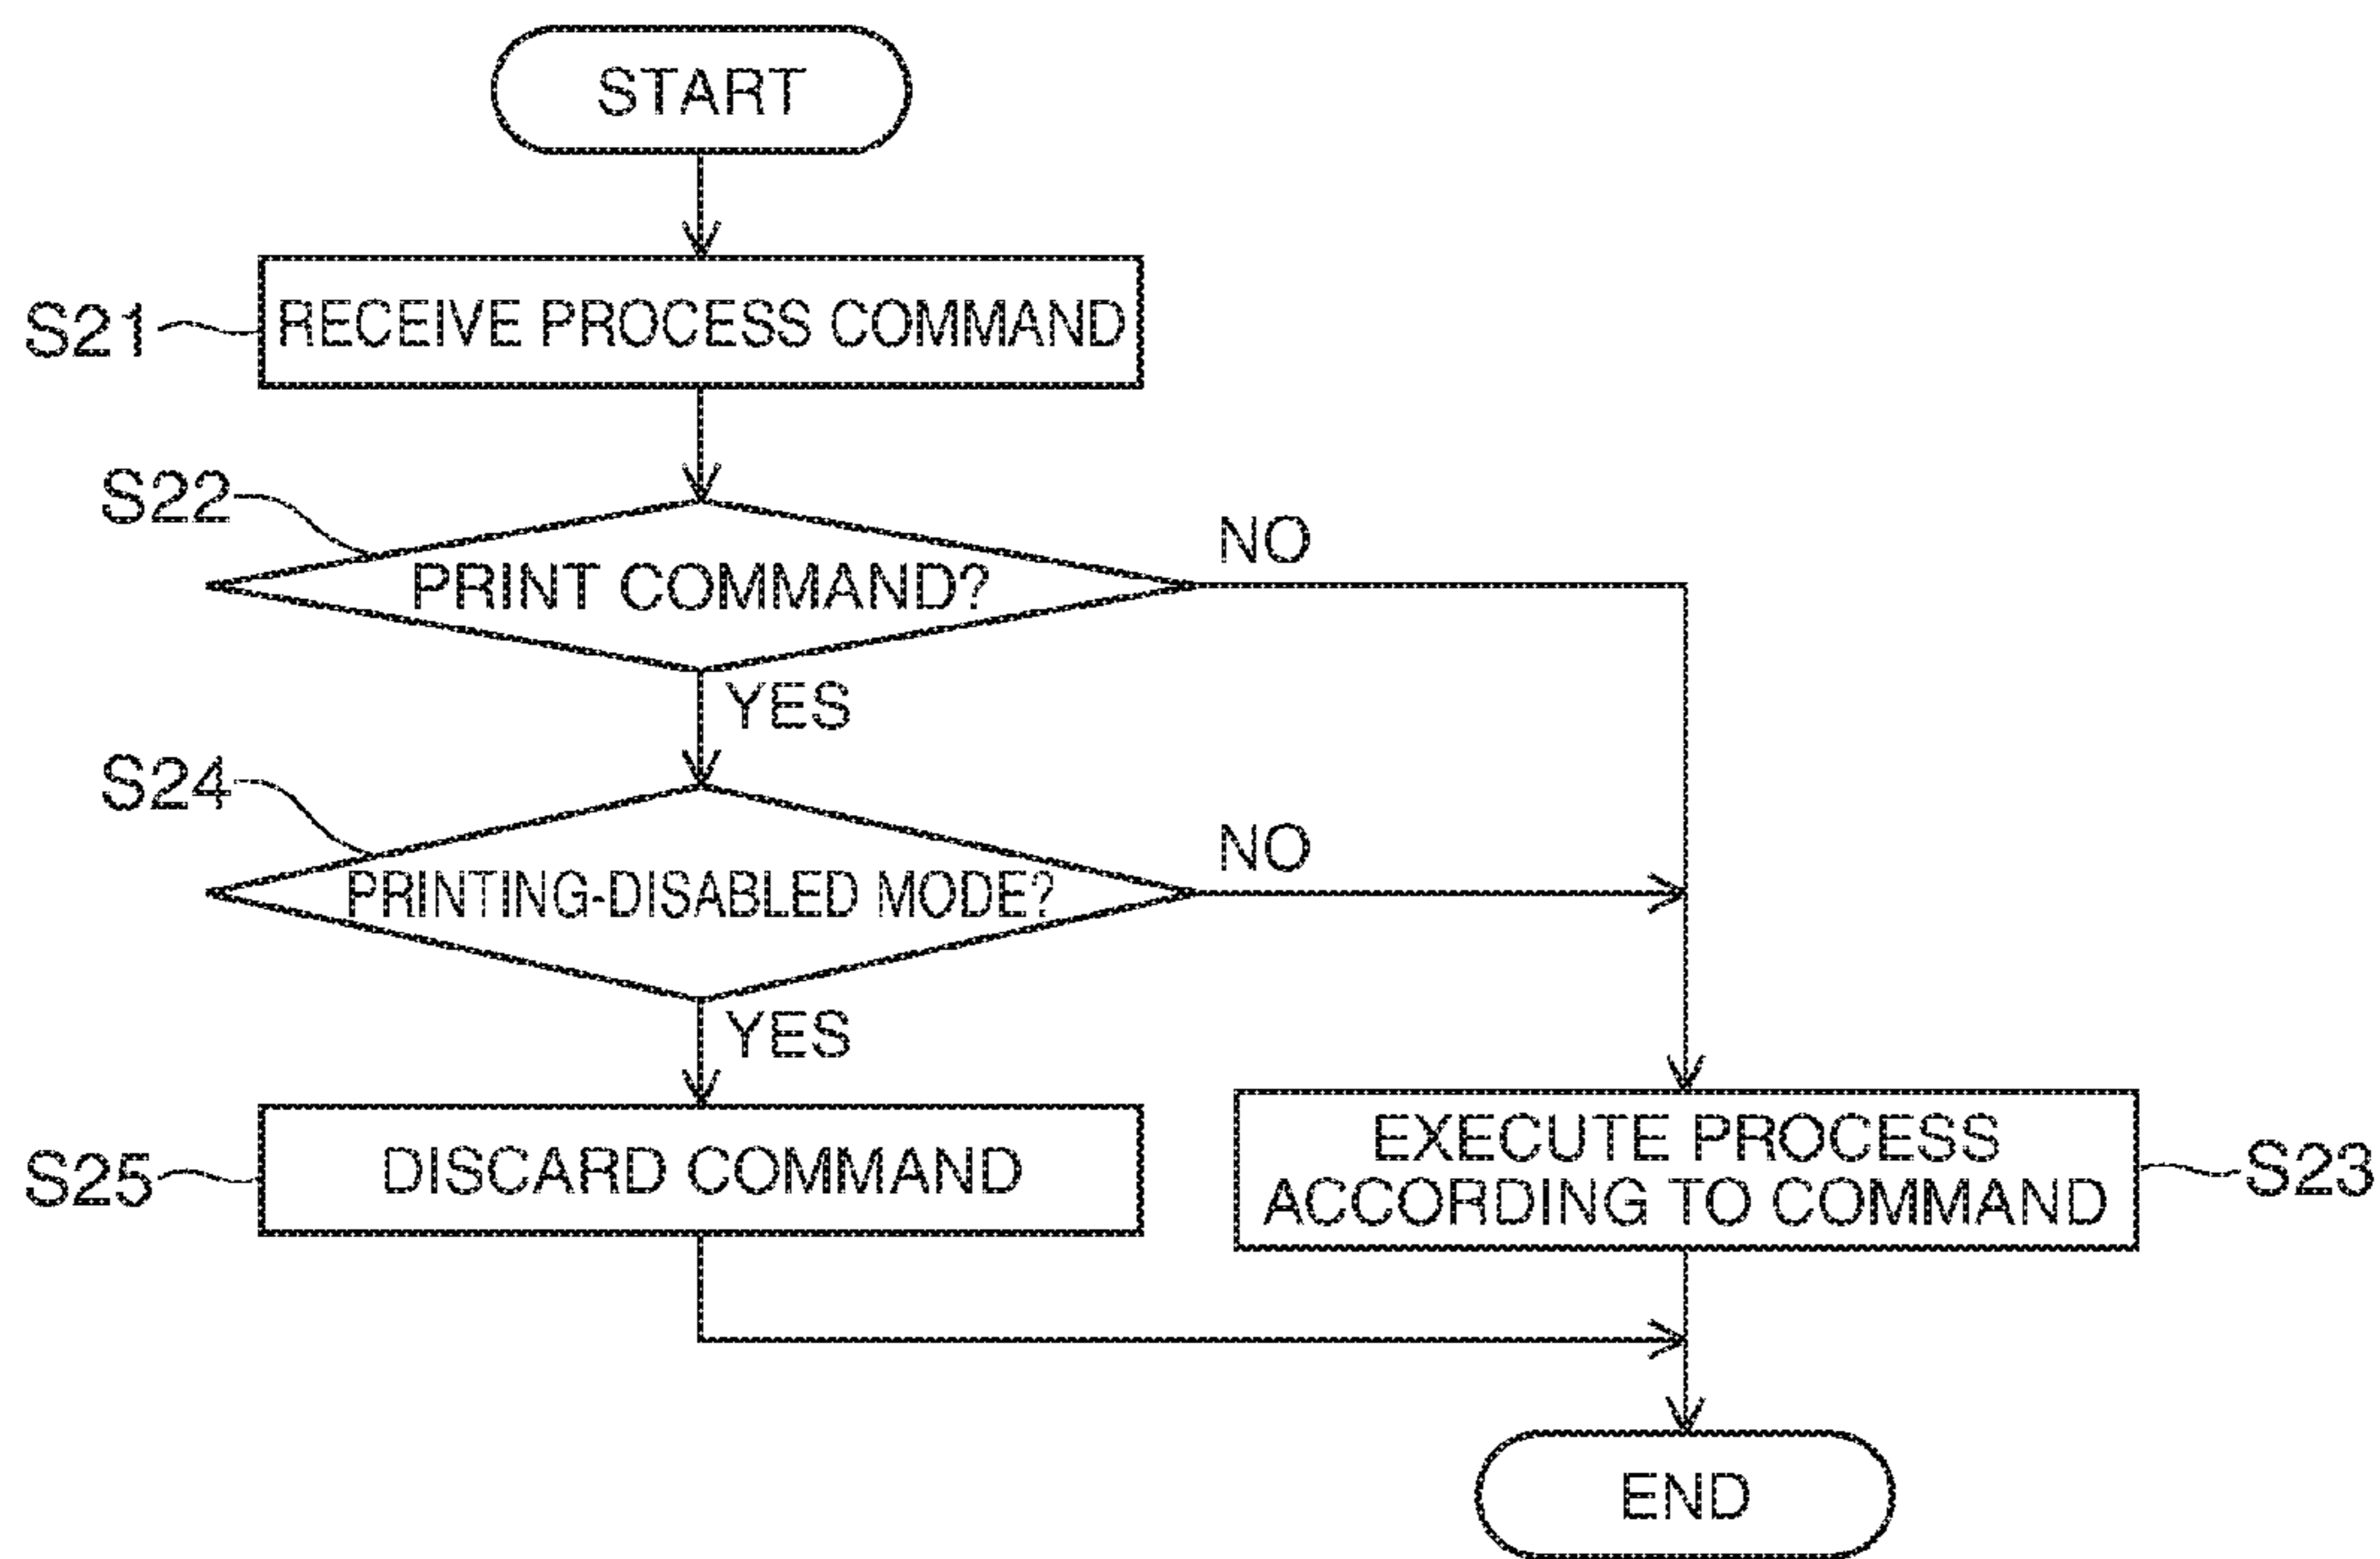 START
S21
RECEIVE PROCESS COMMAND
S22
PRINT COMMAND?
NO
YES
S24
PRINTING-DISABLED MODE?
NO
YES
S25
DISCARD COMMAND
EXECUTE PROCESS
ACCORDING TO COMMAND
S23
END